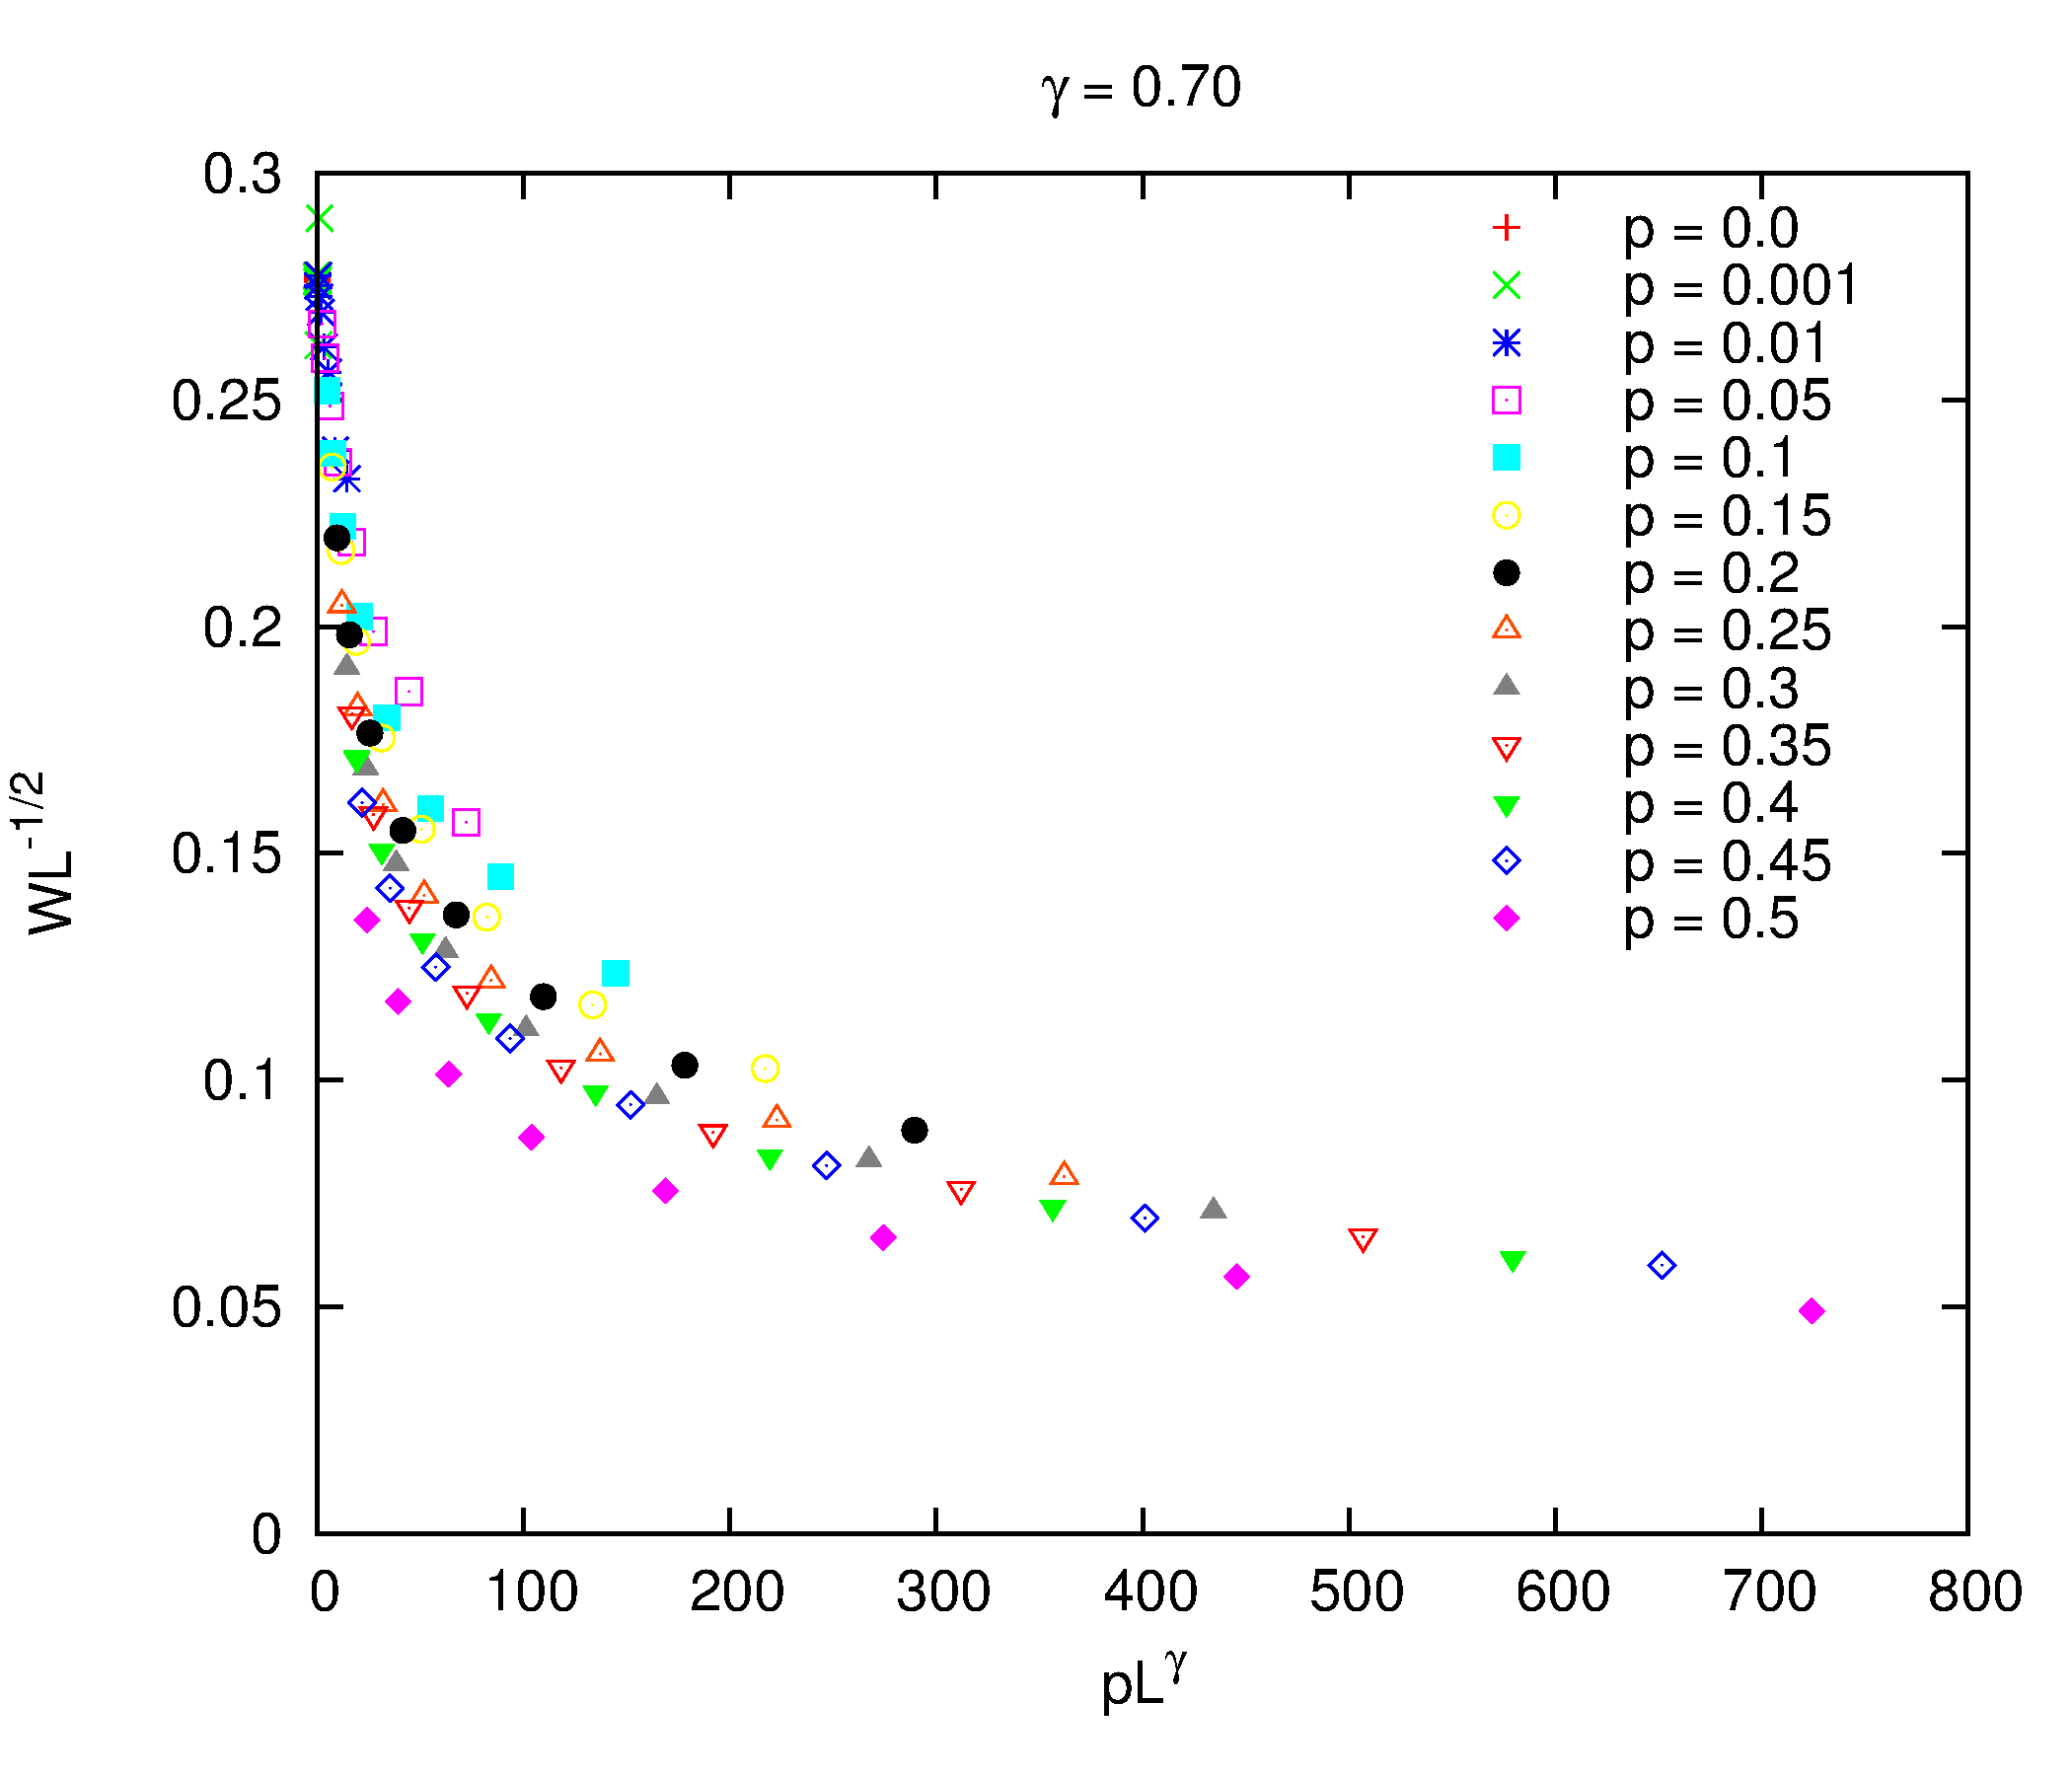 γ = 0.70
0.3
0.25
0.2
0.15
0.1
0.05
0
WL^-1/2
p = 0.0
p = 0.001
p = 0.01
p = 0.05
p = 0.1
p = 0.15
p = 0.2
p = 0.25
p = 0.3
p = 0.35
p = 0.4
p = 0.45
p = 0.5
0 100 200 300 400 500 600 700 800
pL^γ